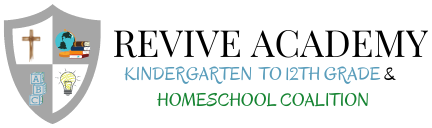 REVIVE ACADEMY
KINDERGARTEN TO 12TH GRADE &
HOMESCHOOL COALITION
A B
C